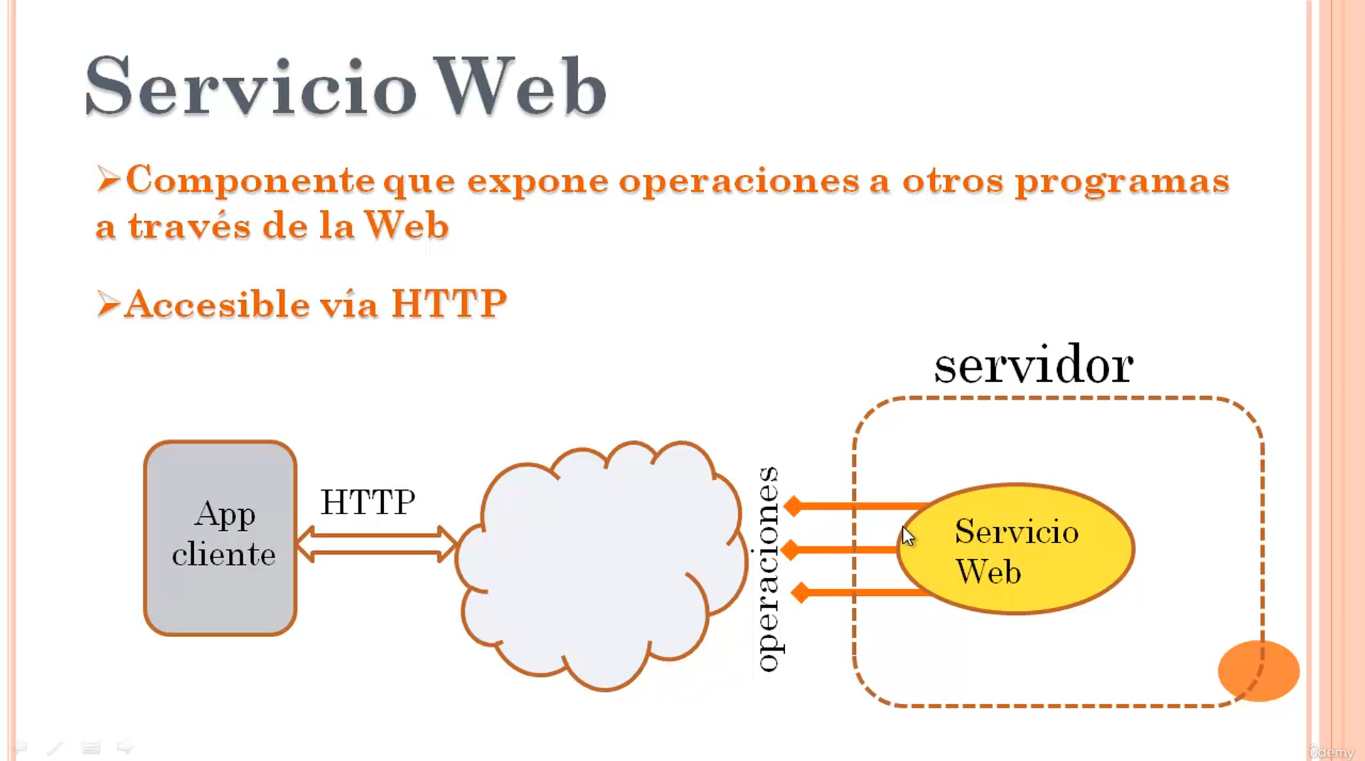 Servicio Web
➢Componente que expone operaciones a otros programas
a través de la Web
➢Accesible vía HTTP
servidor
App
cliente
HTTP
operaciones
Servicio
Web
ûdemy